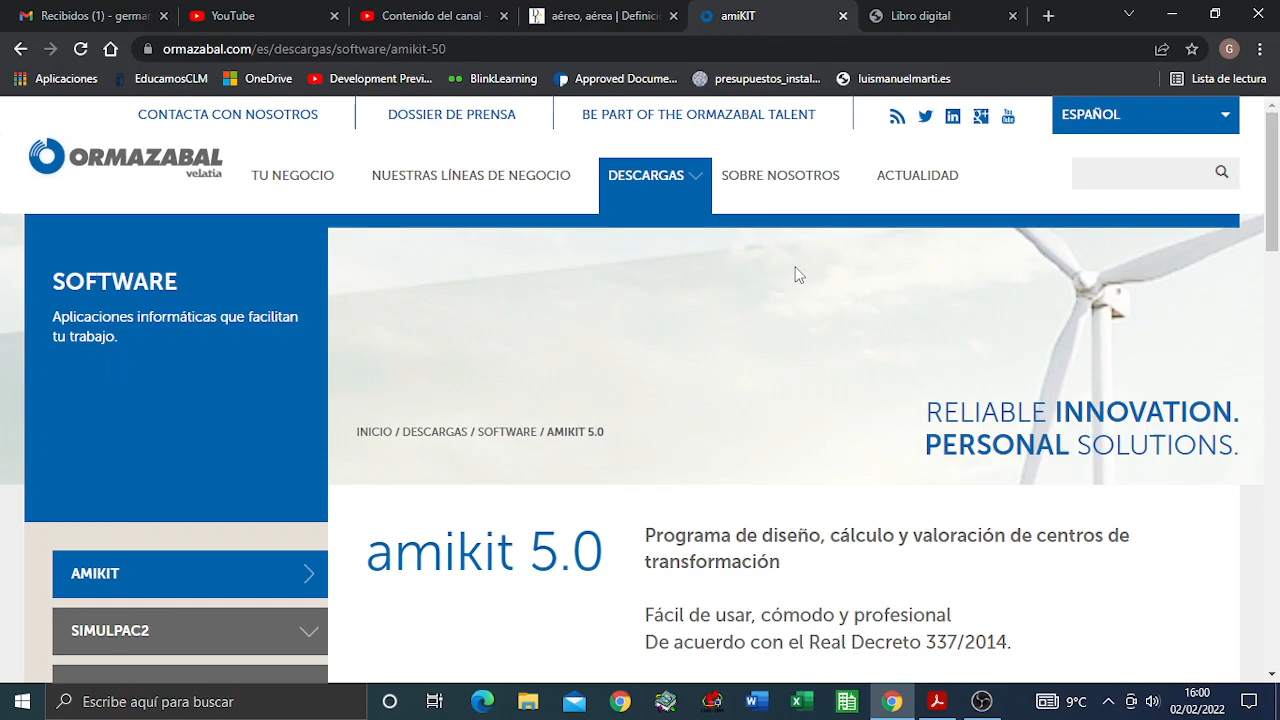 Recibidos (1) - germar
YouTube
Contenido del canal -
aéreo, aérea | Definici
amiKIT
Libro digital
ormazabal.com/es/descargas/software/amikit-50
G
Aplicaciones
EducamosCLM
OneDrive
Development Previ...
BlinkLearning
Approved Docume...
presupuestos_instal...
luismanuelmarti.es
Lista de lectura
CONTACTA CON NOSOTROS
DOSSIER DE PRENSA
BE PART OF THE ORMAZABAL TALENT
ESPAÑOL
ORMAZABAL
velatia
TU NEGOCIO
NUESTRAS LÍNEAS DE NEGOCIO
DESCARGAS
SOBRE NOSOTROS
ACTUALIDAD
SOFTWARE
Aplicaciones informáticas que facilitan
tu trabajo.
RELIABLE INNOVATION.
PERSONAL SOLUTIONS.
INICIO / DESCARGAS / SOFTWARE / AMIKIT 5.0
amikit 5.0
Programa de diseño, cálculo y valoración de centros de
transformación
Fácil de usar, cómodo y profesional
De acuerdo con el Real Decreto 337/2014.
AMIKIT
SIMULPAC2
Escribe aquí para buscar
9°C
16:00
02/02/2022